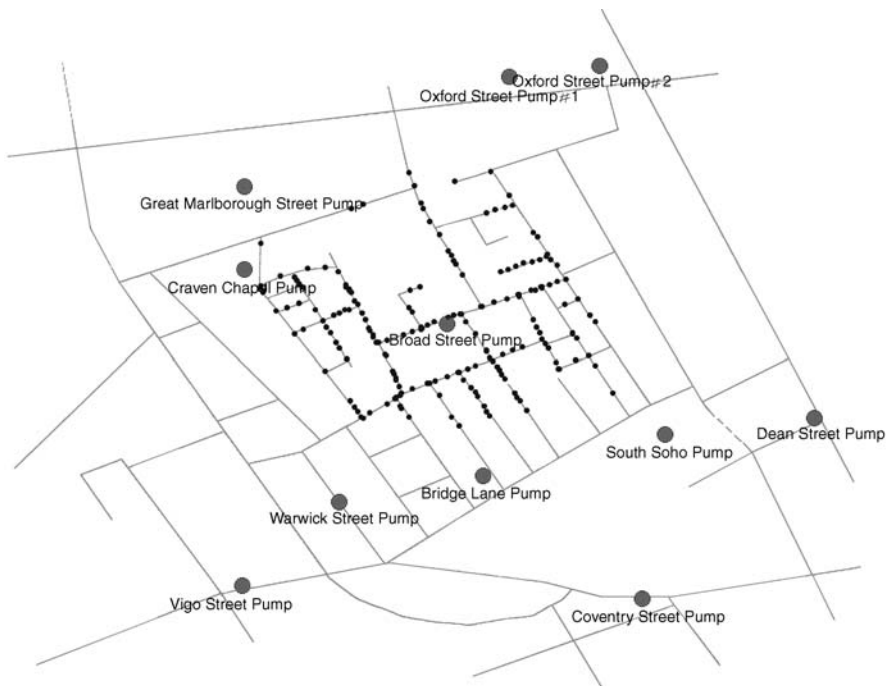 Oxford Street Pump#2
Oxford Street Pump#1
Great Marlborough Street Pump
Craven Chapel Pump
Broad Street Pump
Dean Street Pump
South Soho Pump
Bridge Lane Pump
Warwick Street Pump
Vigo Street Pump
Coventry Street Pump